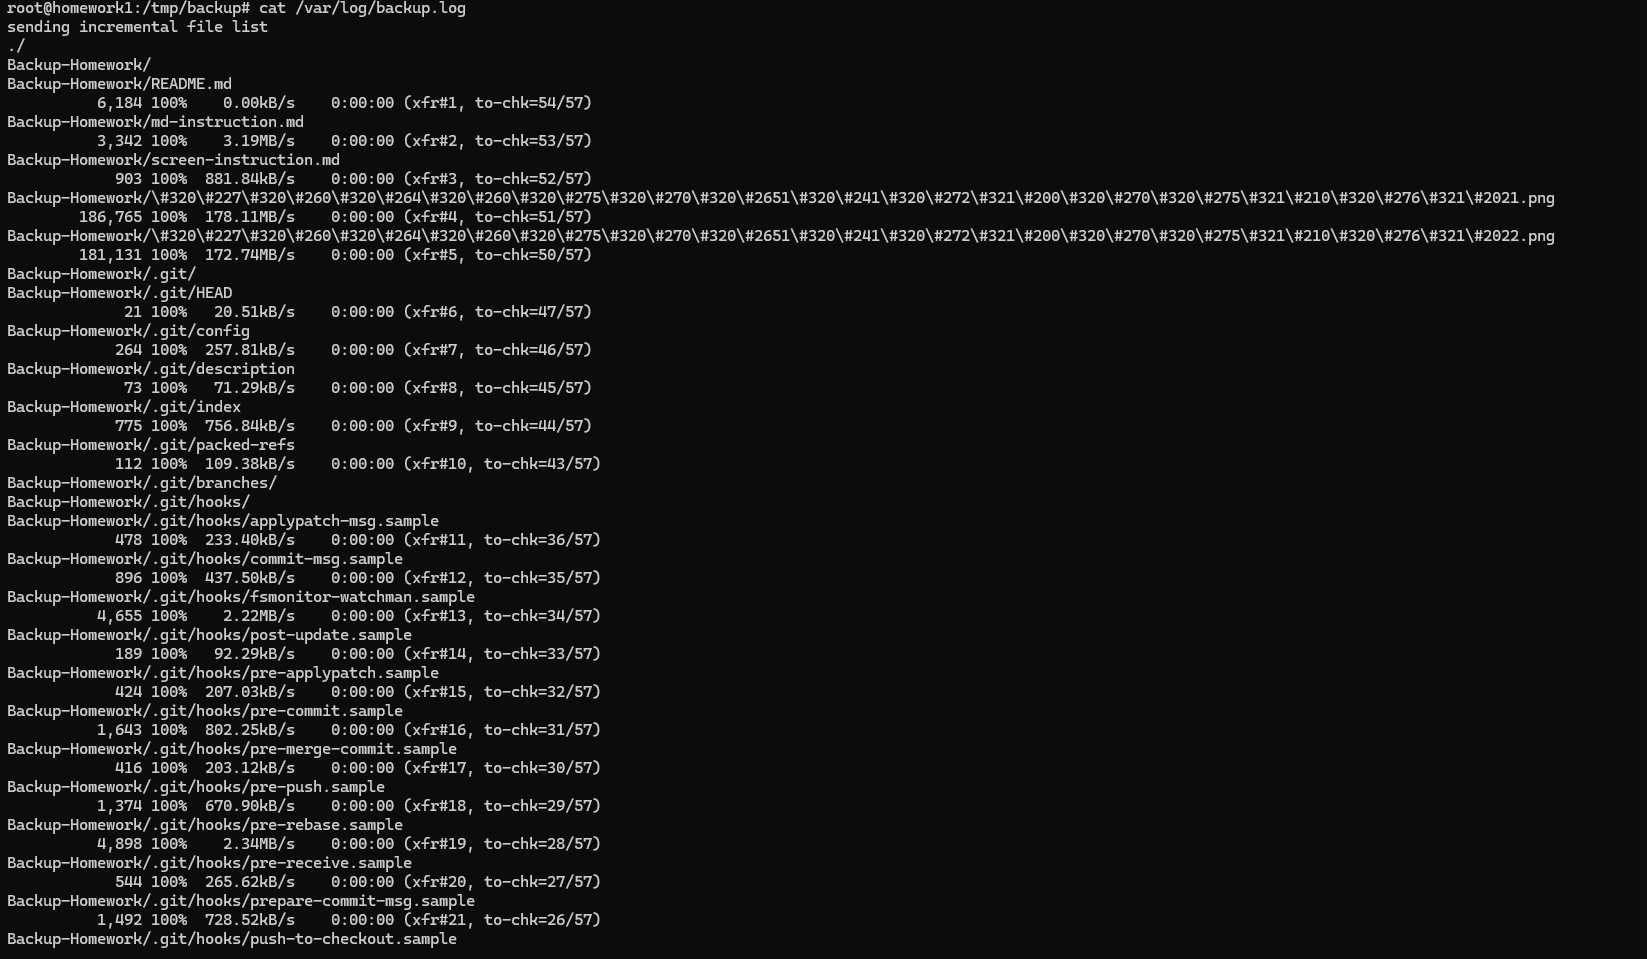 root@homework1:/tmp/backup# cat /var/log/backup.log
sending incremental file list
./
Backup-Homework/
Backup-Homework/README.md
          6,184 100%    0.00kB/s    0:00:00 (xfr#1, to-chk=54/57)
Backup-Homework/md-instruction.md
          3,342 100%    3.19MB/s    0:00:00 (xfr#2, to-chk=53/57)
Backup-Homework/screen-instruction.md
            903 100%  881.84kB/s    0:00:00 (xfr#3, to-chk=52/57)
Backup-Homework/\#320\#227\#320\#260\#320\#264\#320\#260\#320\#275\#320\#270\#320\#2651\#320\#241\#320\#272\#321\#200\#320\#270\#320\#275\#321\#210\#320\#276\#321\#2021.png
        186,765 100%  178.11MB/s    0:00:00 (xfr#4, to-chk=51/57)
Backup-Homework/\#320\#227\#320\#260\#320\#264\#320\#260\#320\#275\#320\#270\#320\#2651\#320\#241\#320\#272\#321\#200\#320\#270\#320\#275\#321\#210\#320\#276\#321\#2022.png
        181,131 100%  172.74MB/s    0:00:00 (xfr#5, to-chk=50/57)
Backup-Homework/.git/
Backup-Homework/.git/HEAD
             21 100%   20.51kB/s    0:00:00 (xfr#6, to-chk=47/57)
Backup-Homework/.git/config
            264 100%  257.81kB/s    0:00:00 (xfr#7, to-chk=46/57)
Backup-Homework/.git/description
             73 100%   71.29kB/s    0:00:00 (xfr#8, to-chk=45/57)
Backup-Homework/.git/index
            775 100%  756.84kB/s    0:00:00 (xfr#9, to-chk=44/57)
Backup-Homework/.git/packed-refs
            112 100%  109.38kB/s    0:00:00 (xfr#10, to-chk=43/57)
Backup-Homework/.git/branches/
Backup-Homework/.git/hooks/
Backup-Homework/.git/hooks/applypatch-msg.sample
            478 100%  233.40kB/s    0:00:00 (xfr#11, to-chk=36/57)
Backup-Homework/.git/hooks/commit-msg.sample
            896 100%  437.50kB/s    0:00:00 (xfr#12, to-chk=35/57)
Backup-Homework/.git/hooks/fsmonitor-watchman.sample
          4,655 100%    2.22MB/s    0:00:00 (xfr#13, to-chk=34/57)
Backup-Homework/.git/hooks/post-update.sample
            189 100%   92.29kB/s    0:00:00 (xfr#14, to-chk=33/57)
Backup-Homework/.git/hooks/pre-applypatch.sample
            424 100%  207.03kB/s    0:00:00 (xfr#15, to-chk=32/57)
Backup-Homework/.git/hooks/pre-commit.sample
          1,643 100%  802.25kB/s    0:00:00 (xfr#16, to-chk=31/57)
Backup-Homework/.git/hooks/pre-merge-commit.sample
            416 100%  203.12kB/s    0:00:00 (xfr#17, to-chk=30/57)
Backup-Homework/.git/hooks/pre-push.sample
          1,374 100%  670.90kB/s    0:00:00 (xfr#18, to-chk=29/57)
Backup-Homework/.git/hooks/pre-rebase.sample
          4,898 100%    2.34MB/s    0:00:00 (xfr#19, to-chk=28/57)
Backup-Homework/.git/hooks/pre-receive.sample
            544 100%  265.62kB/s    0:00:00 (xfr#20, to-chk=27/57)
Backup-Homework/.git/hooks/prepare-commit-msg.sample
          1,492 100%  728.52kB/s    0:00:00 (xfr#21, to-chk=26/57)
Backup-Homework/.git/hooks/push-to-checkout.sample